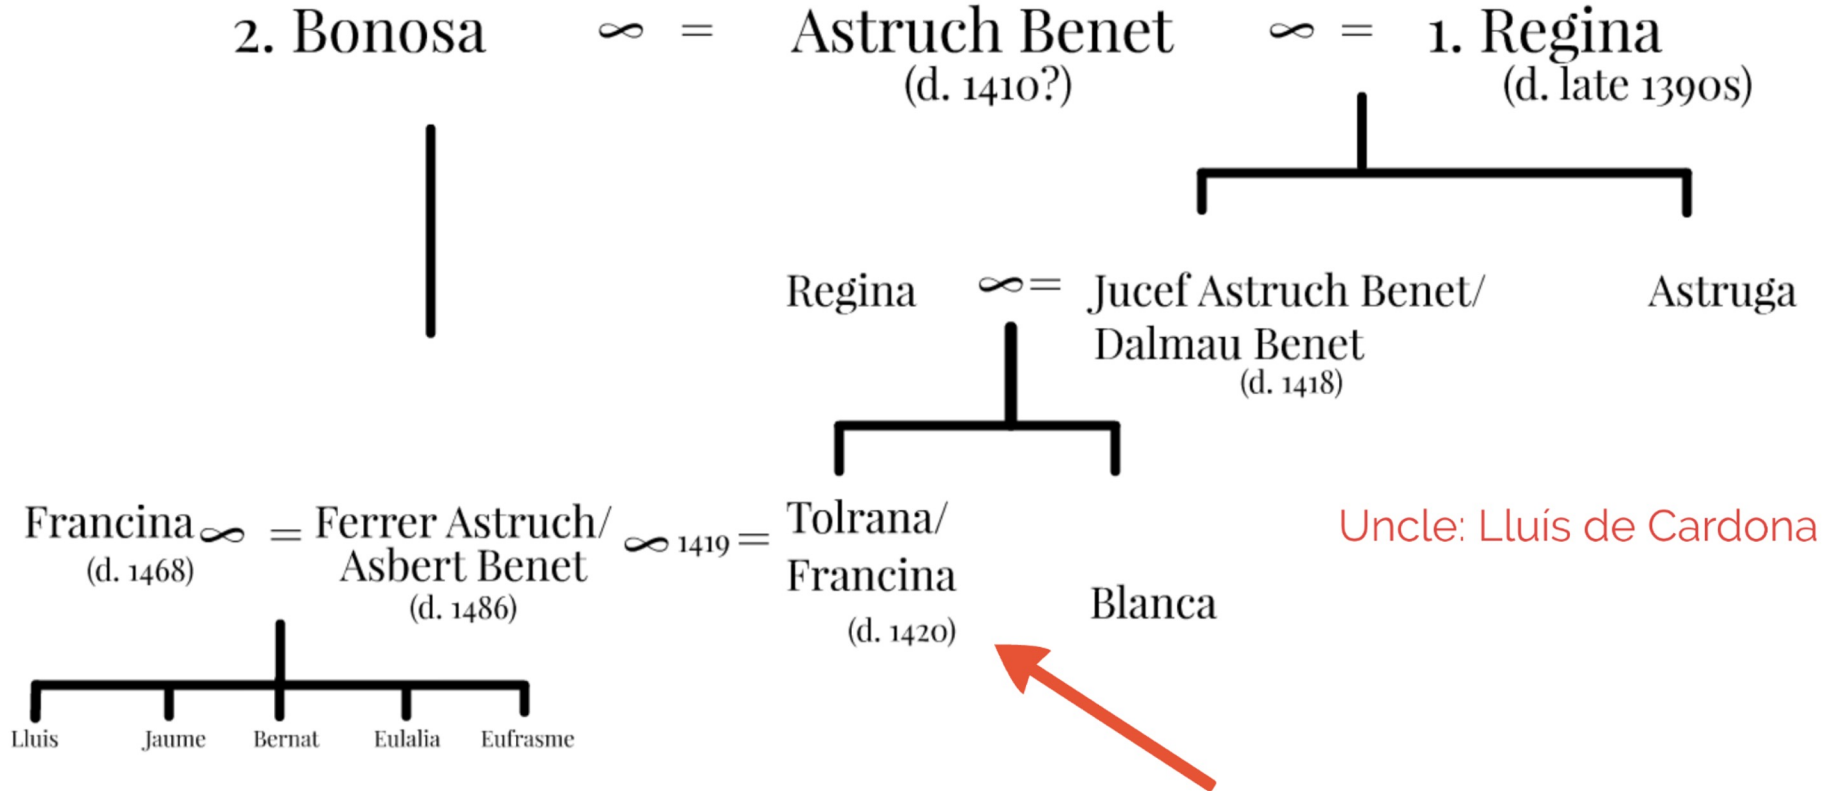 2. Bonosa ∞ = Astruch Benet ∞ = 1. Regina
(d. 1410?) (d. late 1390s)
Regina ∞= Jucef Astruch Benet/ Astruga
Dalmau Benet
(d. 1418)
Francina ∞ = Ferrer Astruch/ ∞ 1419 = Tolrana/ Uncle: Lluís de Cardona
(d. 1468) Asbert Benet Francina
(d. 1486) (d. 1420) Blanca
Lluis Jaume Bernat Eulalia Eufrasme